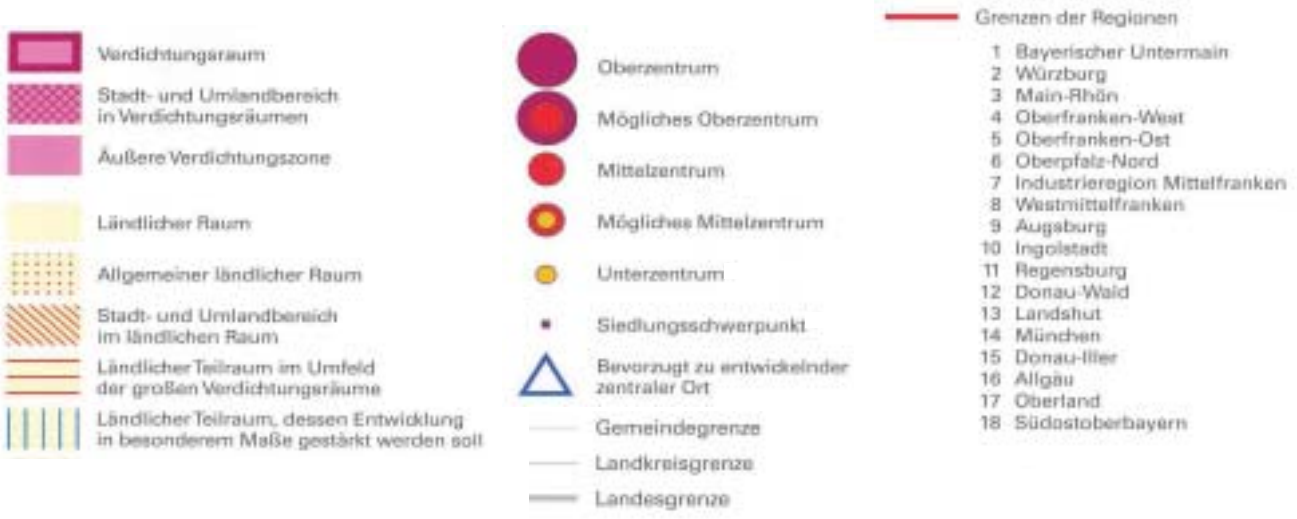 Verdichtungsraum
Stadt- und Umlandbereich
in Verdichtungsräumen
Äußere Verdichtungszone
Ländlicher Raum
Allgemeiner ländlicher Raum
Stadt- und Umlandbereich
im ländlichen Raum
Ländlicher Teilraum im Umfeld
der großen Verdichtungsräume
Ländlicher Teilraum, dessen Entwicklung
in besonderem Maße gestärkt werden soll
Oberzentrum
Mögliches Oberzentrum
Mittelzentrum
Mögliches Mittelzentrum
Unterzentrum
Siedlungsschwerpunkt
Bevorzugt zu entwickelnder
zentraler Ort
Gemeindegrenze
Landkreisgrenze
Landesgrenze
Grenzen der Regionen
1 Bayerischer Untermain
2 Würzburg
3 Main-Rhön
4 Oberfranken-West
5 Oberfranken-Ost
6 Oberpfalz-Nord
7 Industrieregion Mittelfranken
8 Westmittelfranken
9 Augsburg
10 Ingolstadt
11 Regensburg
12 Donau-Wald
13 Landshut
14 München
15 Donau-Iller
16 Allgäu
17 Oberland
18 Südostoberbayern